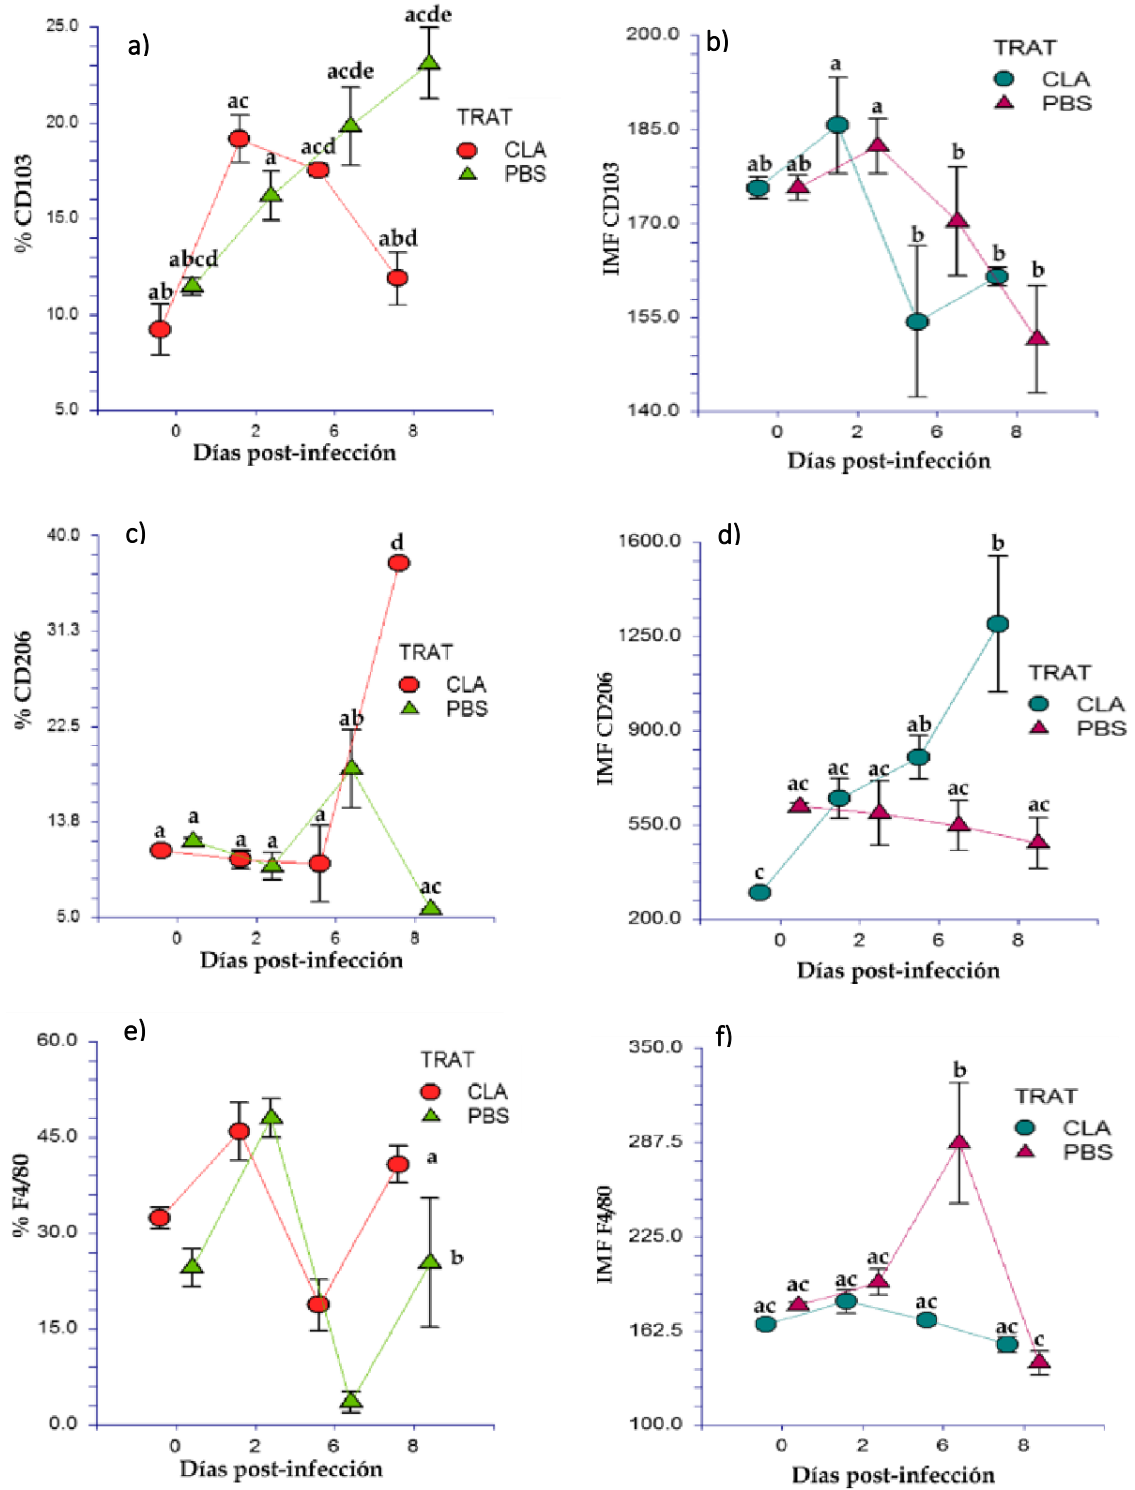 a)
% CD103
25.0
20.0
15.0
10.0
5.0
ab
abcd
ac
a
acd
acde
abd
acde
TRAT
CLA
PBS
0 2 6 8
Días post-infección
b)
IMF CD103
200.0
185.0
170.0
155.0
140.0
ab
ab
a
a
b
b
b
b
TRAT
CLA
PBS
0 2 6 8
Días post-infección
c)
% CD206
40.0
31.3
22.5
13.8
5.0
a
a
a
a
a
ab
d
ac
TRAT
CLA
PBS
0 2 6 8
Días post-infección
d)
IMF CD206
1600.0
1250.0
900.0
550.0
200.0
c
ac
ac
ac
ab
ac
b
ac
TRAT
CLA
PBS
0 2 6 8
Días post-infección
e)
% F4/80
60.0
45.0
30.0
15.0
0.0
a
b
TRAT
CLA
PBS
0 2 6 8
Días post-infección
f)
IMF F4/80
350.0
287.5
225.0
162.5
100.0
ac
ac
ac
ac
ac
b
ac
c
TRAT
CLA
PBS
0 2 6 8
Días post-infección